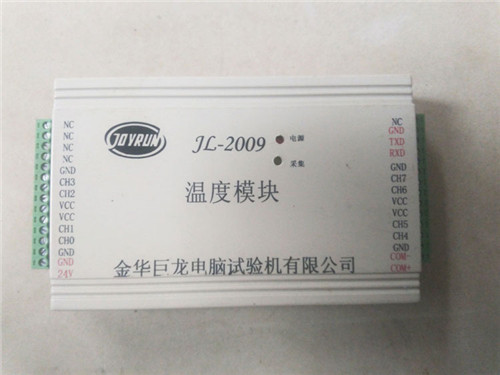 JOYRUN
JL-2009
电源
采集
温度模块
金华巨龙电脑试验机有限公司
NC
NC
NC
NC
GND
CH3
CH2
VCC
VCC
CH1
CH0
GND
GND
24V
NC
GND
TXD
RXD
GND
CH7
CH6
VCC
VCC
CH5
CH4
GND
COM-
COM+